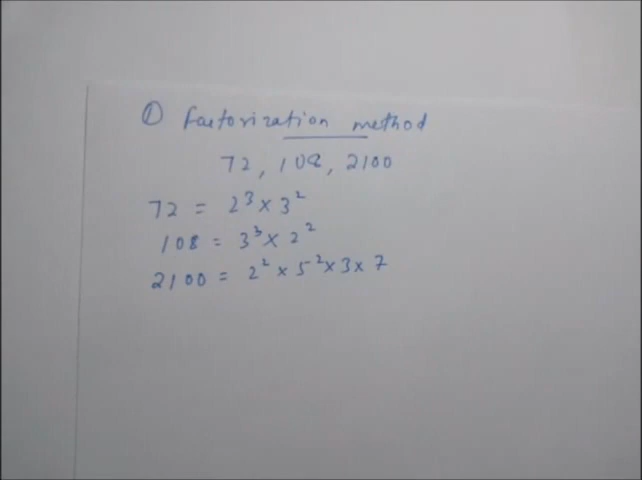 ① factorization method
72, 108, 2100
72 = 2³ × 3²
108 = 3³ × 2²
2100 = 2² × 5² × 3 × 7